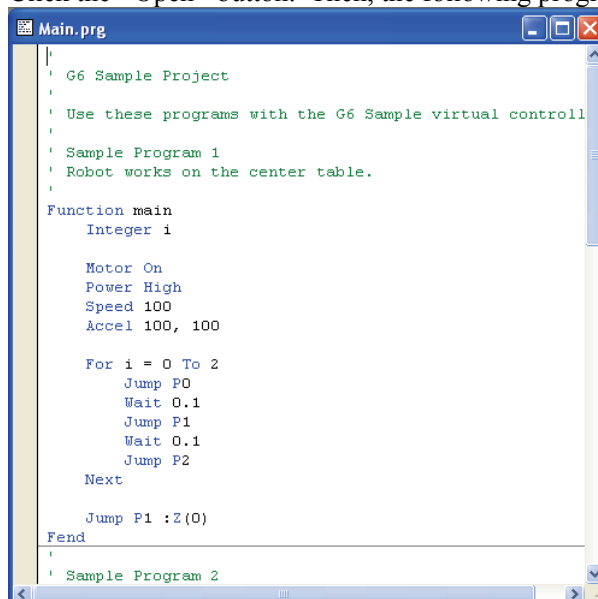 Click the "Open" button. Then, the following progr
Main.prg
'
' G6 Sample Project
'
' Use these programs with the G6 Sample virtual controll
'
' Sample Program 1
' Robot works on the center table.
'
Function main
Integer i
Motor On
Power High
Speed 100
Accel 100, 100
For i = 0 To 2
Jump P0
Wait 0.1
Jump P1
Wait 0.1
Jump P2
Next
Jump P1 :Z(0)
Fend
'
' Sample Program 2